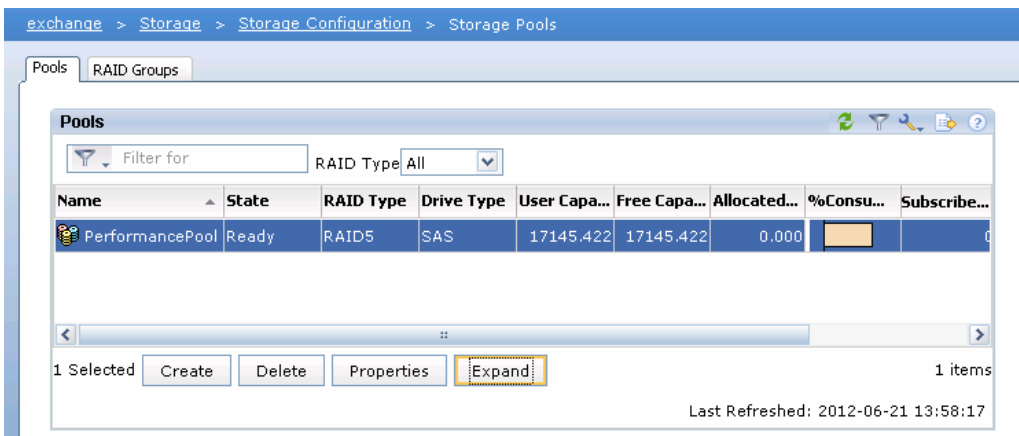 exchange > Storage > Storage Configuration > Storage Pools
Pools RAID Groups
Pools
Filter for RAID Type All
Name State RAID Type Drive Type User Capa... Free Capa... Allocated... %Consu... Subscribe...
PerformancePool Ready RAID5 SAS 17145.422 17145.422 0.000
1 Selected Create Delete Properties Expand 1 items
Last Refreshed: 2012-06-21 13:58:17